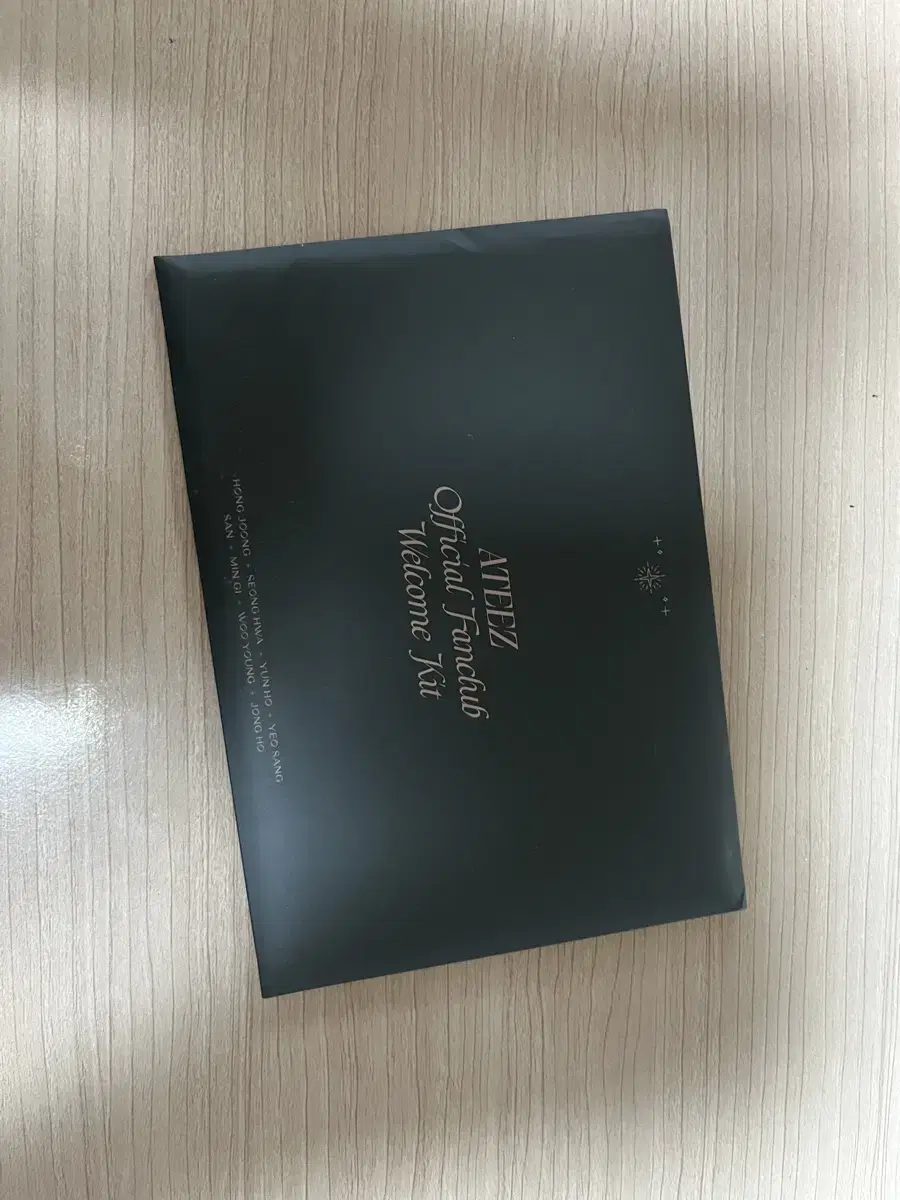 ATEEZ
Official Fanclub
Welcome Kit
HONG JOONG + SEONG HWA + YUN HO + YEO SANG
SAN + MIN GI + WOO YOUNG + JONG HO